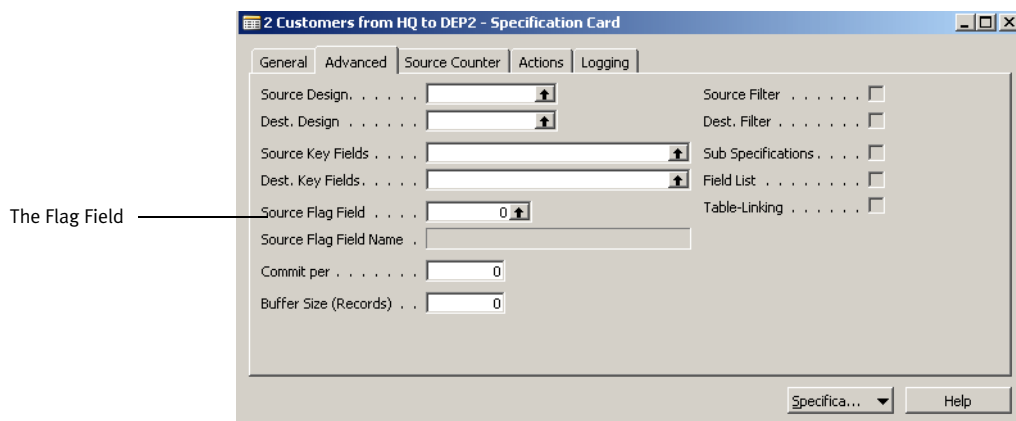 2 Customers from HQ to DEP2 - Specification Card
General Advanced Source Counter Actions Logging
Source Design. . . . . .
Source Filter . . . . . .
Dest. Design . . . . . .
Dest. Filter . . . . . . .
Source Key Fields . . . .
Sub Specifications. . . .
Dest. Key Fields. . . . .
Field List . . . . . . . .
The Flag Field
Source Flag Field . . . . 0
Table-Linking . . . . . .
Source Flag Field Name .
Commit per . . . . . . . 0
Buffer Size (Records) . . 0
Specifica... Help